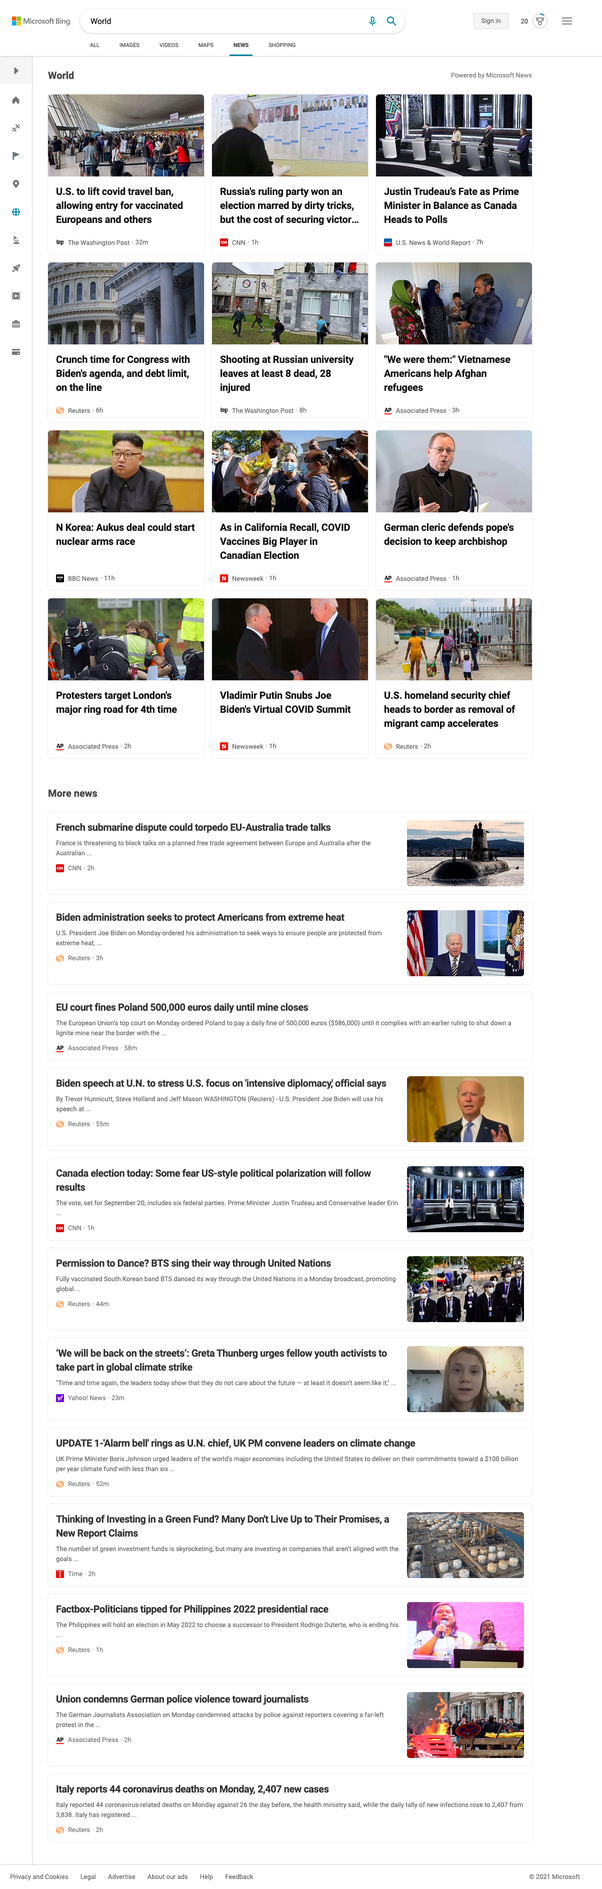 Microsoft Bing
World
Sign in
20
ALL
IMAGES
VIDEOS
MAPS
NEWS
SHOPPING
World
Powered by Microsoft News
U.S. to lift covid travel ban,
allowing entry for vaccinated
Europeans and others
The Washington Post · 32m
Russia's ruling party won an
election marred by dirty tricks,
but the cost of securing victor...
CNN · 1h
Justin Trudeau's Fate as Prime
Minister in Balance as Canada
Heads to Polls
U.S. News & World Report · 7h
Crunch time for Congress with
Biden's agenda, and debt limit,
on the line
Reuters · 6h
Shooting at Russian university
leaves at least 8 dead, 28
injured
The Washington Post · 8h
"We were them:" Vietnamese
Americans help Afghan
refugees
Associated Press · 3h
N Korea: Aukus deal could start
nuclear arms race
BBC News · 11h
As in California Recall, COVID
Vaccines Big Player in
Canadian Election
Newsweek · 1h
German cleric defends pope's
decision to keep archbishop
Associated Press · 1h
Protesters target London's
major ring road for 4th time
Associated Press · 2h
Vladimir Putin Snubs Joe
Biden's Virtual COVID Summit
Newsweek · 1h
U.S. homeland security chief
heads to border as removal of
migrant camp accelerates
Reuters · 2h
More news
French submarine dispute could torpedo EU-Australia trade talks
France is threatening to block talks on a planned free trade agreement between Europe and Australia after the
Australian ...
CNN · 2h
Biden administration seeks to protect Americans from extreme heat
U.S. President Joe Biden on Monday ordered his administration to seek ways to ensure people are protected from
extreme heat, ...
Reuters · 3h
EU court fines Poland 500,000 euros daily until mine closes
The European Union's top court on Monday ordered Poland to pay a daily fine of 500,000 euros ($586,000) until it complies with an earlier ruling to shut down a
lignite mine near the border with the ...
Associated Press · 58m
Biden speech at U.N. to stress U.S. focus on 'intensive diplomacy,' official says
By Trevor Hunnicutt, Steve Holland and Jeff Mason WASHINGTON (Reuters) - U.S. President Joe Biden will use his
speech at ...
Reuters · 55m
Canada election today: Some fear US-style political polarization will follow
results
The vote, set for September 20, includes six federal parties. Prime Minister Justin Trudeau and Conservative leader Erin
...
CNN · 1h
Permission to Dance? BTS sing their way through United Nations
Fully vaccinated South Korean band BTS danced its way through the United Nations in a Monday broadcast, promoting
global ...
Reuters · 44m
'We will be back on the streets': Greta Thunberg urges fellow youth activists to
take part in global climate strike
"Time and time again, the leaders today show that they do not care about the future — at least it doesn't seem like it," ...
Yahoo! News · 23m
UPDATE 1-'Alarm bell' rings as U.N. chief, UK PM convene leaders on climate change
UK Prime Minister Boris Johnson urged leaders of the world's major economies including the United States to deliver on their commitments toward a $100 billion
per year climate fund with less than six ...
Reuters · 52m
Thinking of Investing in a Green Fund? Many Don't Live Up to Their Promises, a
New Report Claims
The number of green investment funds is skyrocketing, but many are investing in companies that aren't aligned with the
goals ...
Time · 2h
Factbox-Politicians tipped for Philippines 2022 presidential race
The Philippines will hold an election in May 2022 to choose a successor to President Rodrigo Duterte, who is ending his
...
Reuters · 1h
Union condemns German police violence toward journalists
The German Journalists Association on Monday condemned attacks by police against reporters covering a far-left
protest in the ...
Associated Press · 2h
Italy reports 44 coronavirus deaths on Monday, 2,407 new cases
Italy reported 44 coronavirus-related deaths on Monday against 26 the day before, the health ministry said, while the daily tally of new infections rose to 2,407 from
3,838. Italy has registered ...
Reuters · 2h
Privacy and Cookies
Legal
Advertise
About our ads
Help
Feedback
© 2021 Microsoft